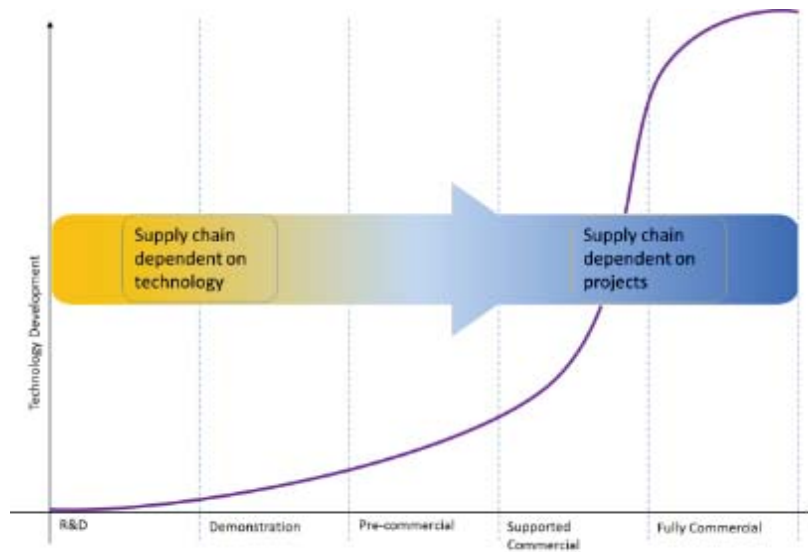 Supply chain
dependent on
technology
Supply chain
dependent on
projects
Technology Development
R&D
Demonstration
Pre-commercial
Supported
Commercial
Fully Commercial